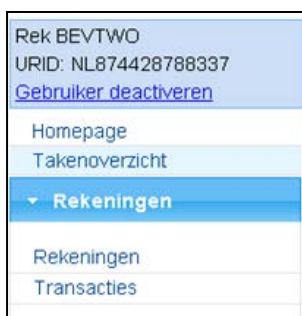 Rek BEVTWO
URID: NL874428788337
Gebruiker deactiveren
Homepage
Takenoverzicht
Rekeningen
Rekeningen
Transacties